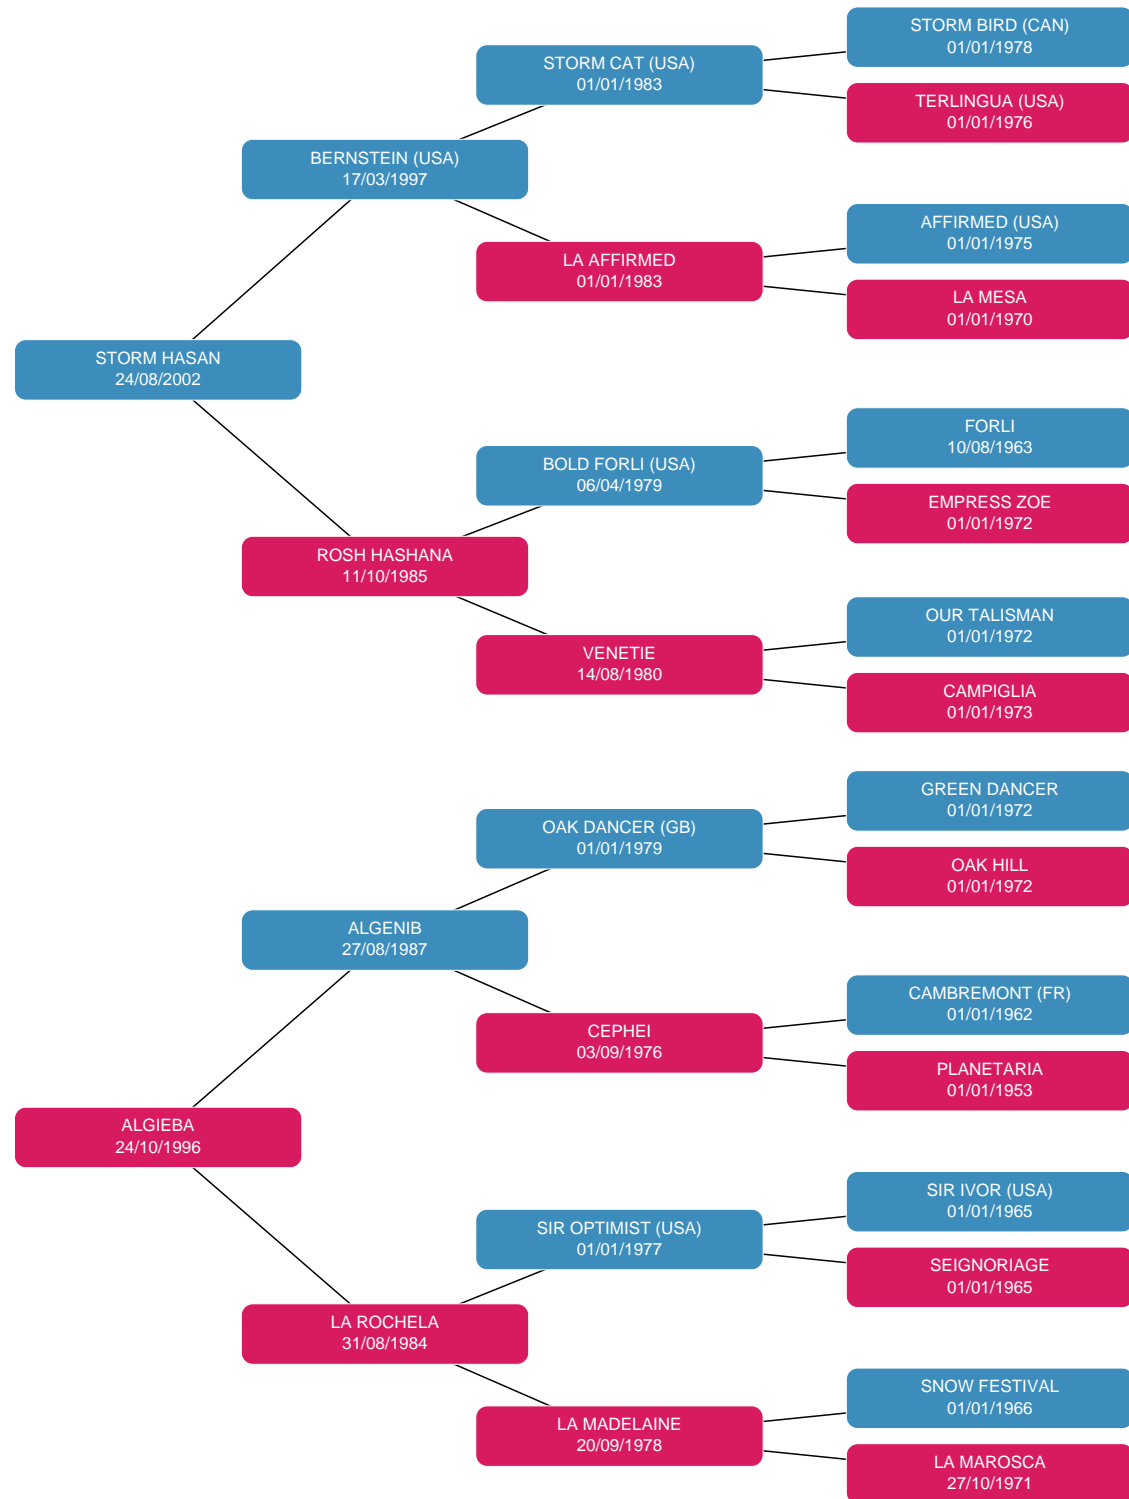 STORM BIRD (CAN)
01/01/1978
STORM CAT (USA)
01/01/1983
TERLINGUA (USA)
01/01/1976
BERNSTEIN (USA)
17/03/1997
AFFIRMED (USA)
01/01/1975
LA AFFIRMED
01/01/1983
LA MESA
01/01/1970
STORM HASAN
24/08/2002
FORLI
10/08/1963
BOLD FORLI (USA)
06/04/1979
EMPRESS ZOE
01/01/1972
ROSH HASHANA
11/10/1985
OUR TALISMAN
01/01/1972
VENETIE
14/08/1980
CAMPIGLIA
01/01/1973
GREEN DANCER
01/01/1972
OAK DANCER (GB)
01/01/1979
OAK HILL
01/01/1972
ALGENIB
27/08/1987
CAMBREMONT (FR)
01/01/1962
CEPHEI
03/09/1976
PLANETARIA
01/01/1953
ALGIEBA
24/10/1996
SIR IVOR (USA)
01/01/1965
SIR OPTIMIST (USA)
01/01/1977
SEIGNORIAGE
01/01/1965
LA ROCHELA
31/08/1984
SNOW FESTIVAL
01/01/1966
LA MADELAINE
20/09/1978
LA MAROSCA
27/10/1971